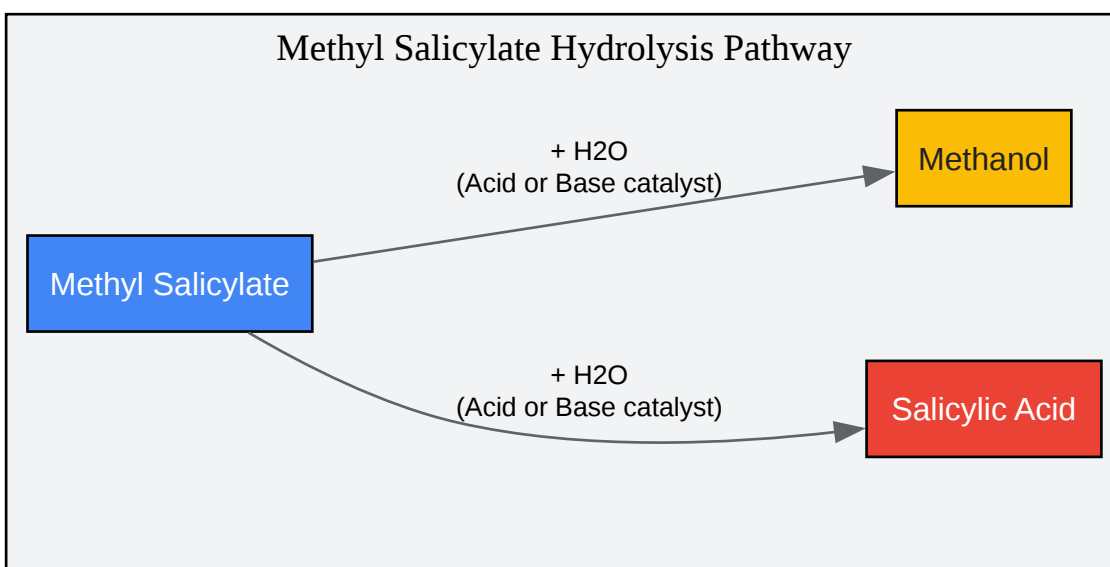 Methyl Salicylate Hydrolysis Pathway
+ H2O
(Acid or Base catalyst)
Methanol
Methyl Salicylate
+ H2O
(Acid or Base catalyst)
Salicylic Acid